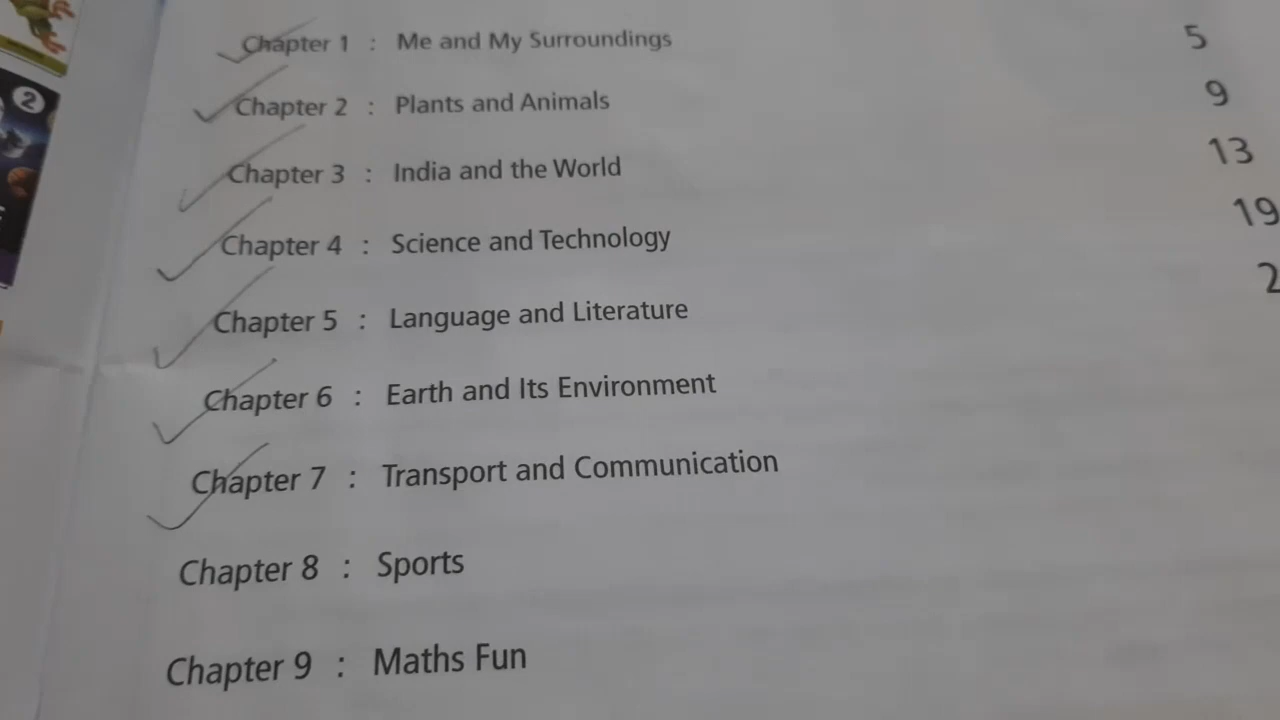 Chapter 1 : Me and My Surroundings 5
Chapter 2 : Plants and Animals 9
Chapter 3 : India and the World 13
Chapter 4 : Science and Technology 19
Chapter 5 : Language and Literature 2
Chapter 6 : Earth and Its Environment
Chapter 7 : Transport and Communication
Chapter 8 : Sports
Chapter 9 : Maths Fun
2